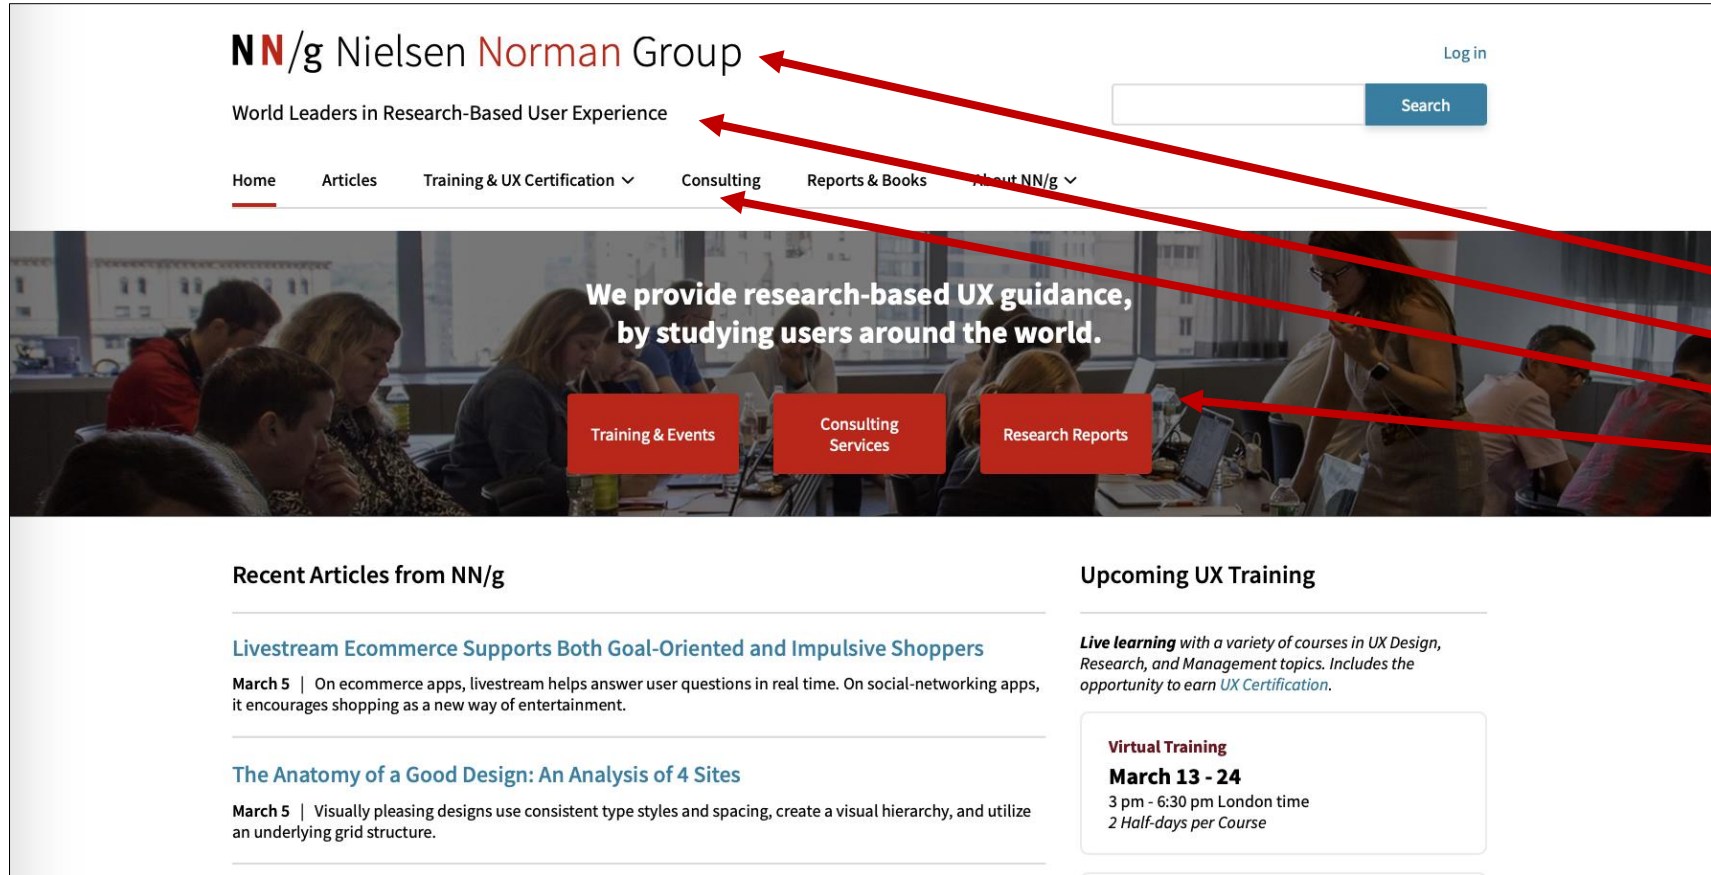 NN/g Nielsen Norman Group
Log in
World Leaders in Research-Based User Experience
Search
Home Articles Training & UX Certification Consulting Reports & Books About NN/g
We provide research-based UX guidance,
by studying users around the world.
Training & Events
Consulting
Services
Research Reports
Recent Articles from NN/g
Livestream Ecommerce Supports Both Goal-Oriented and Impulsive Shoppers
March 5 | On ecommerce apps, livestream helps answer user questions in real time. On social-networking apps,
it encourages shopping as a new way of entertainment.
The Anatomy of a Good Design: An Analysis of 4 Sites
March 5 | Visually pleasing designs use consistent type styles and spacing, create a visual hierarchy, and utilize
an underlying grid structure.
Upcoming UX Training
Live learning with a variety of courses in UX Design,
Research, and Management topics. Includes the
opportunity to earn UX Certification.
Virtual Training
March 13 - 24
3 pm - 6:30 pm London time
2 Half-days per Course